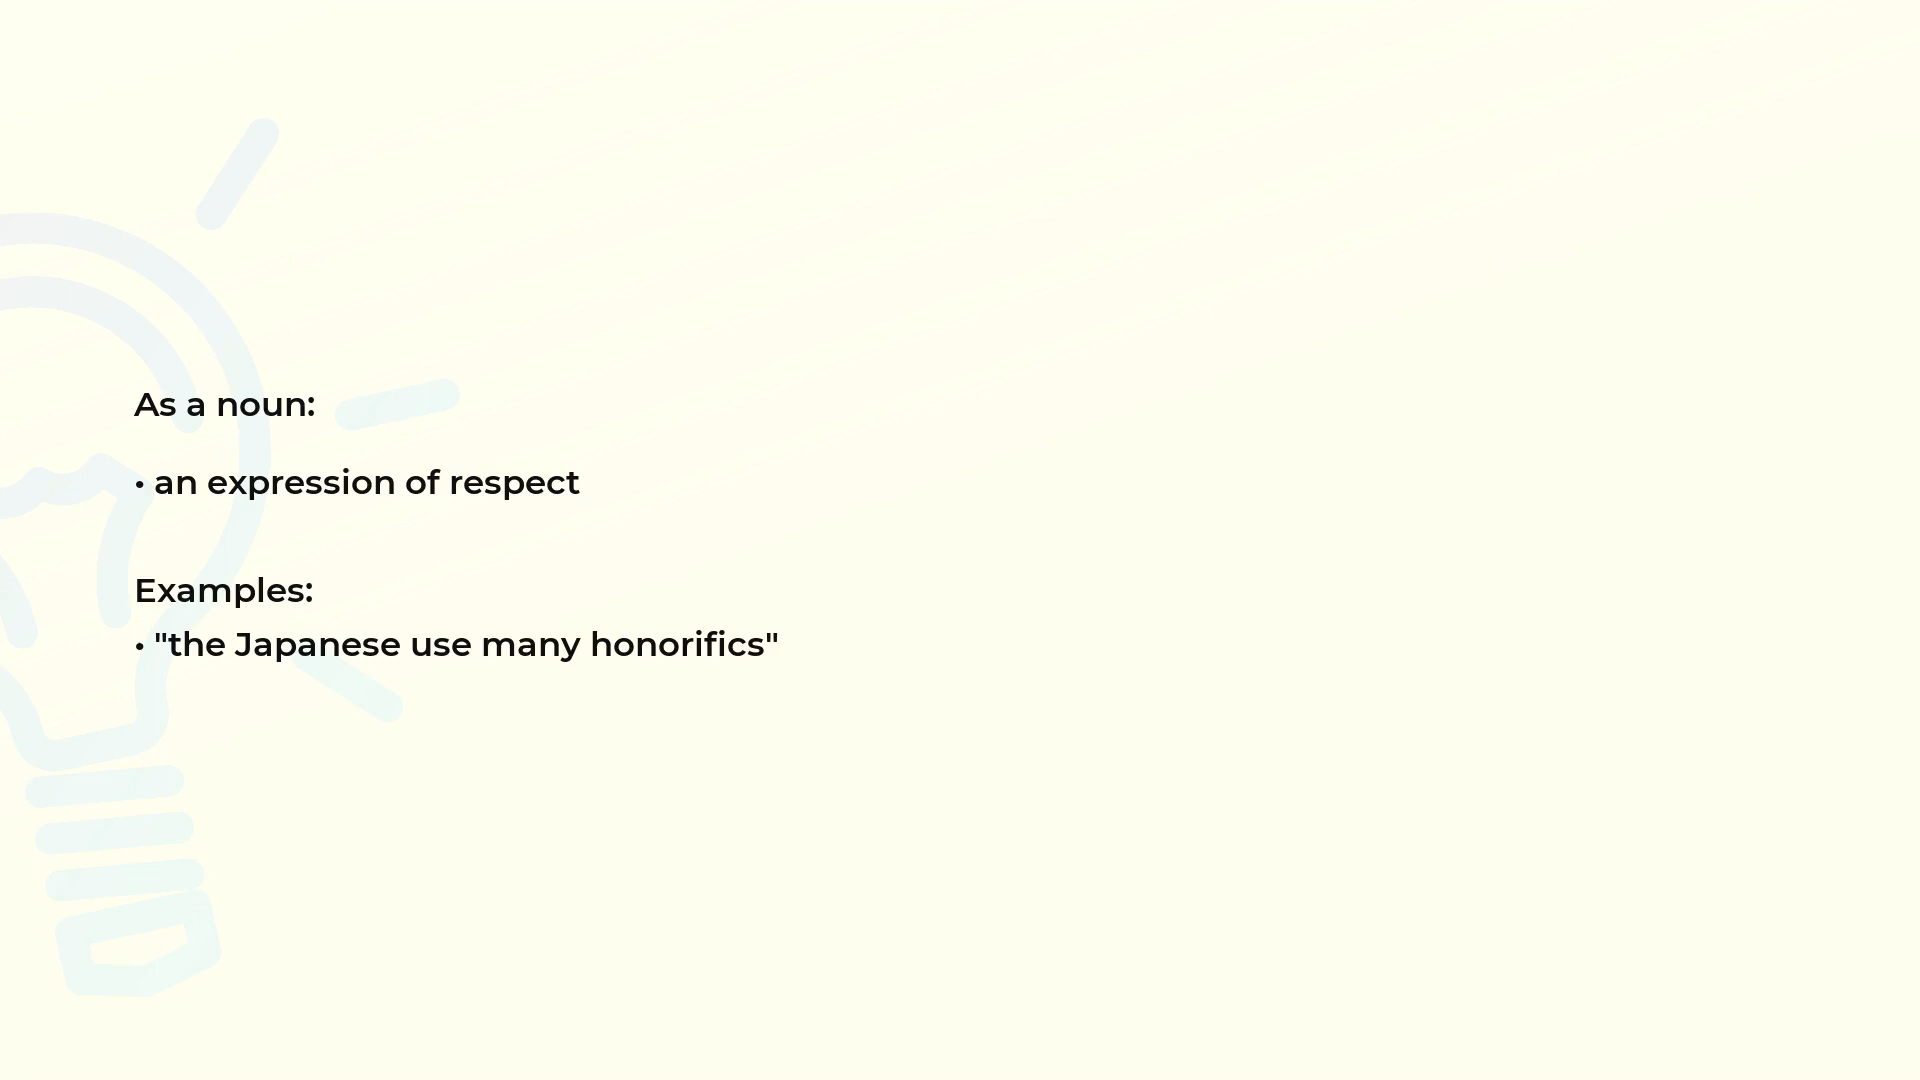 As a noun:
• an expression of respect
Examples:
• "the Japanese use many honorifics"